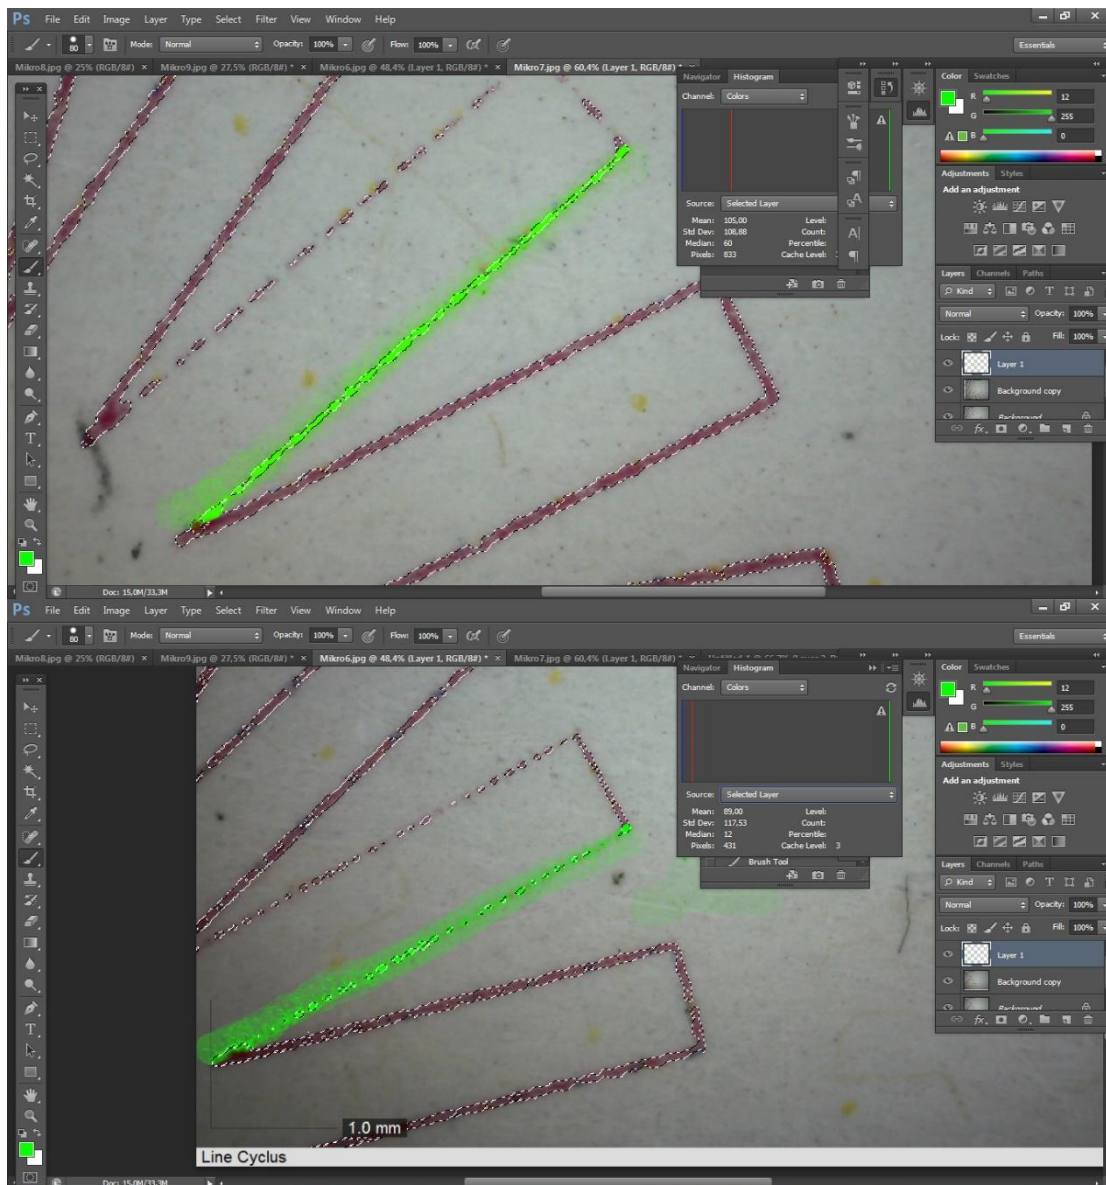 Ps File Edit Image Layer Type Select Filter View Window Help
80 Mode: Normal Opacity: 100% Flow: 100% Essentials
Mikro8.jpg @ 25% (RGB/8#) × Mikro9.jpg @ 27,5% (RGB/8#) * × Mikro6.jpg @ 48,4% (Layer 1, RGB/8#) * × Mikro7.jpg @ 60,4% (Layer 1, RGB/8#) *
Navigator Histogram
Channel: Colors
Source: Selected Layer
Mean: 105,00 Level:
Std Dev: 108,88 Count:
Median: 60 Percentile:
Pixels: 833 Cache Level:
Color Swatches
R 12
G 255
B 0
Adjustments Styles
Add an adjustment
Layers Channels Paths
Kind
Normal Opacity: 100%
Lock: Fill: 100%
Layer 1
Background copy
Background
Doc: 15,0M/33,3M
Ps File Edit Image Layer Type Select Filter View Window Help
80 Mode: Normal Opacity: 100% Flow: 100% Essentials
Mikro8.jpg @ 25% (RGB/8#) × Mikro9.jpg @ 27,5% (RGB/8#) * × Mikro6.jpg @ 48,4% (Layer 1, RGB/8#) * × Mikro7.jpg @ 60,4% (Layer 1, RGB/8#) *
Navigator Histogram
Channel: Colors
Source: Selected Layer
Mean: 89,00 Level:
Std Dev: 117,53 Count:
Median: 12 Percentile:
Pixels: 431 Cache Level: 3
Brush Tool
Color Swatches
R 12
G 255
B 0
Adjustments Styles
Add an adjustment
Layers Channels Paths
Kind
Normal Opacity: 100%
Lock: Fill: 100%
Layer 1
Background copy
Background
1.0 mm
Line Cyclus
Doc: 15,0M/33,3M